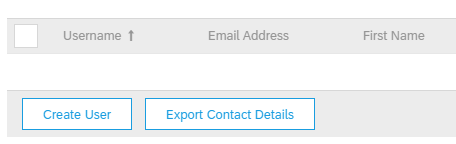 Username ↑ Email Address First Name
Create User Export Contact Details